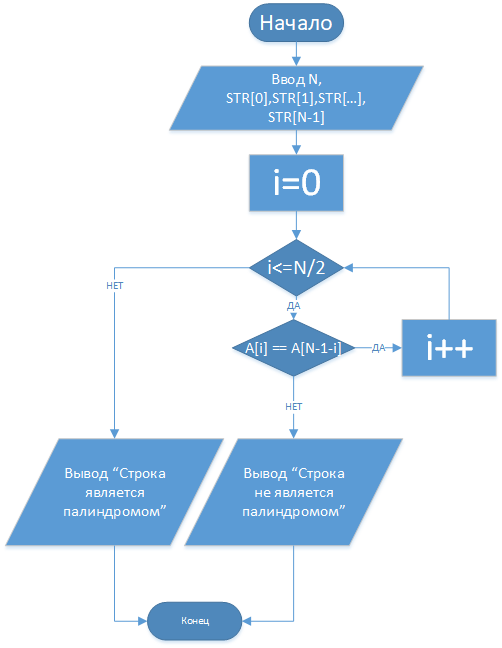 Начало
Ввод N,
STR[0],STR[1],STR[...],
STR[N-1]
i=0
i<=N/2
НЕТ
ДА
A[i] == A[N-1-i]
ДА
i++
НЕТ
Вывод “Строка
является
палиндромом”
Вывод “Строка
не является
палиндромом”
Конец